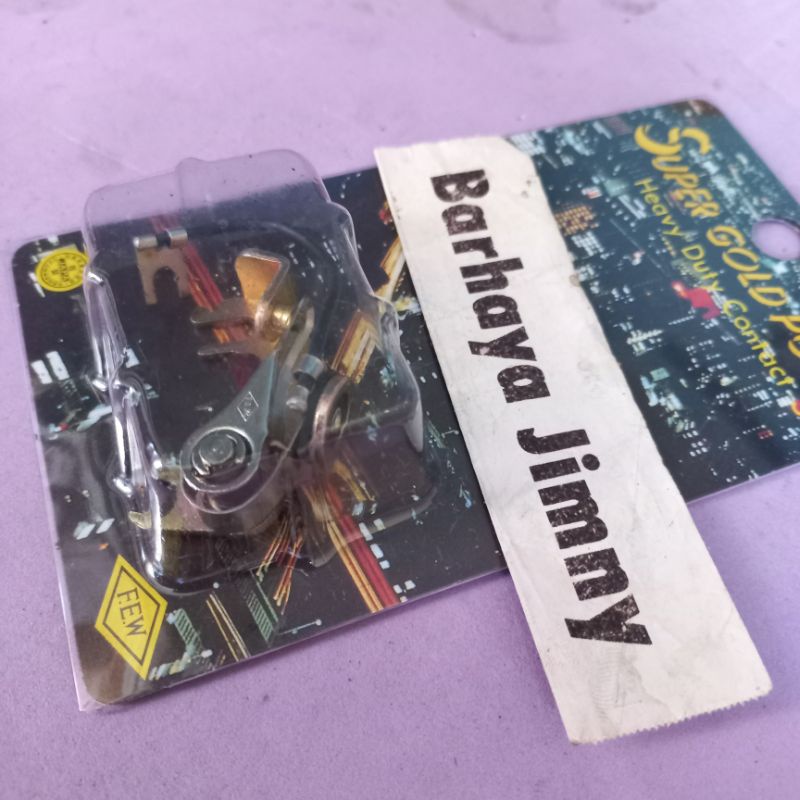 SUPER GOLD
Heavy Duty Contact
Barhaya Jimny
F.E.W